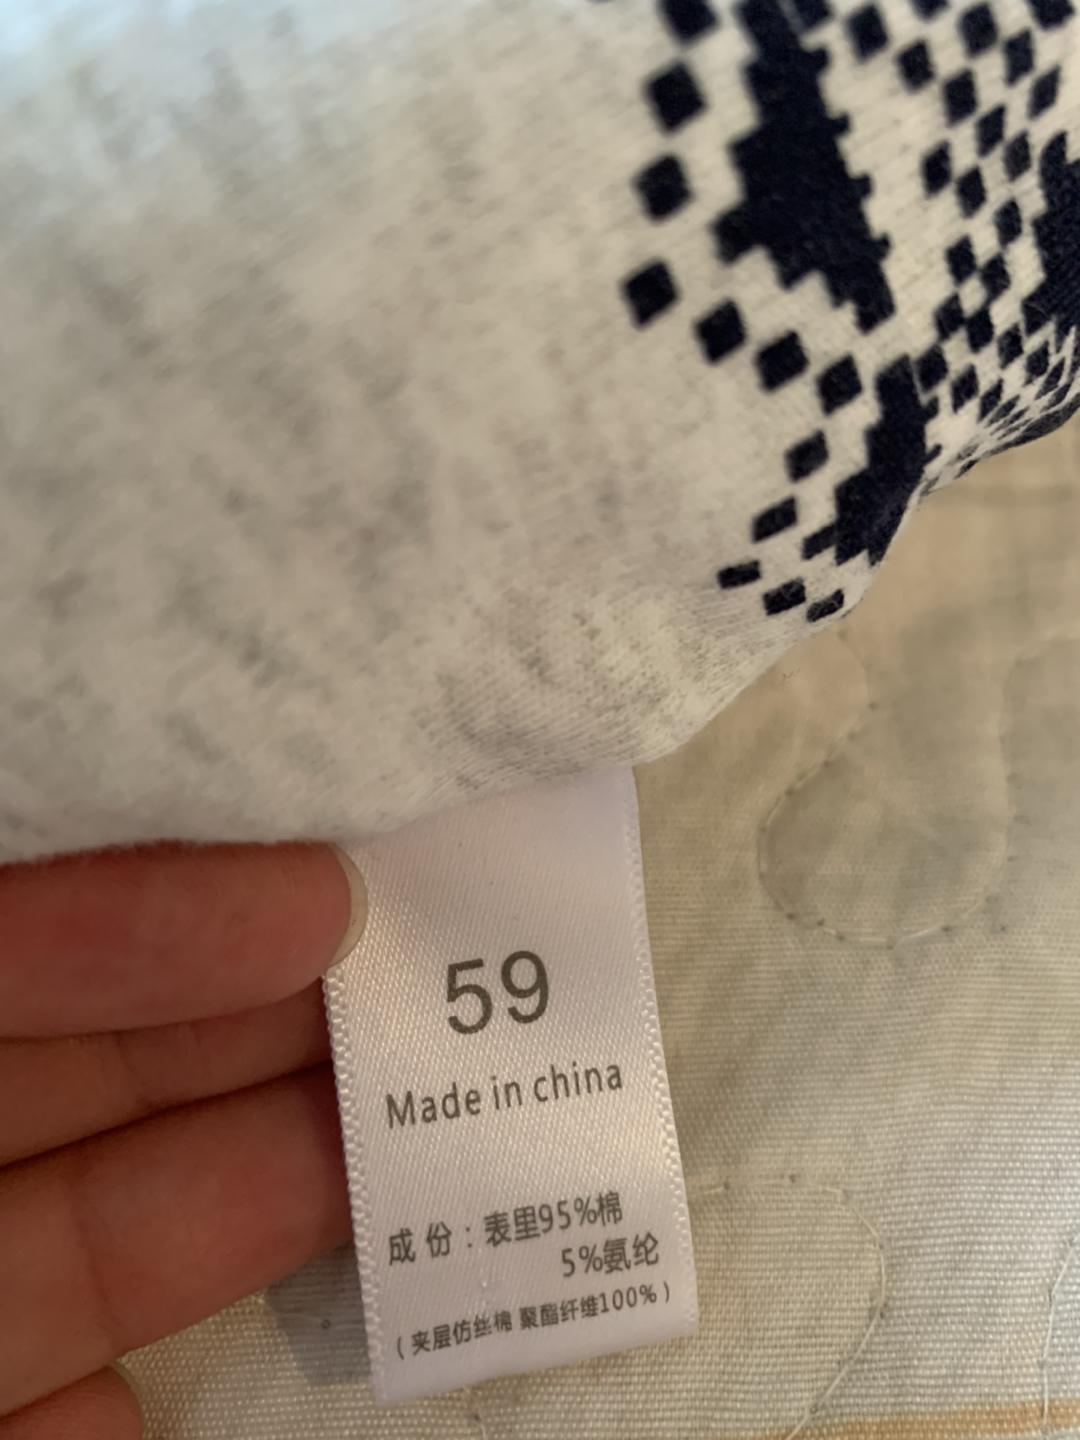 59
Made in china
成 份：表里95%棉
5%氨纶
（夹层仿丝棉 聚酯纤维100%）